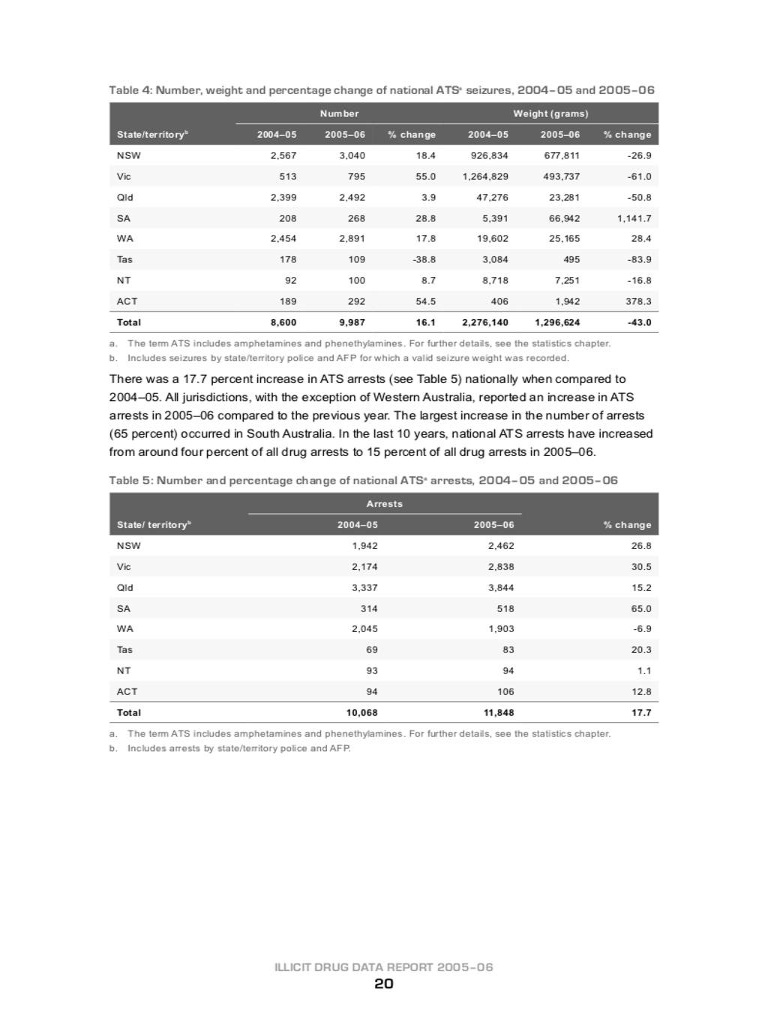 Table 4: Number, weight and percentage change of national ATSᵃ seizures, 2004–05 and 2005–06
Number Weight (grams)
State/territoryᵇ 2004–05 2005–06 % change 2004–05 2005–06 % change
NSW 2,567 3,040 18.4 926,834 677,811 -26.9
Vic 513 795 55.0 1,264,829 493,737 -61.0
Qld 2,399 2,492 3.9 47,276 23,281 -50.8
SA 208 268 28.8 5,391 66,942 1,141.7
WA 2,454 2,891 17.8 19,602 25,165 28.4
Tas 178 109 -38.8 3,084 495 -83.9
NT 92 100 8.7 8,718 7,251 -16.8
ACT 189 292 54.5 406 1,942 378.3
Total 8,600 9,987 16.1 2,276,140 1,296,624 -43.0
a. The term ATS includes amphetamines and phenethylamines. For further details, see the statistics chapter.
b. Includes seizures by state/territory police and AFP for which a valid seizure weight was recorded.
There was a 17.7 percent increase in ATS arrests (see Table 5) nationally when compared to
2004–05. All jurisdictions, with the exception of Western Australia, reported an increase in ATS
arrests in 2005–06 compared to the previous year. The largest increase in the number of arrests
(65 percent) occurred in South Australia. In the last 10 years, national ATS arrests have increased
from around four percent of all drug arrests to 15 percent of all drug arrests in 2005–06.
Table 5: Number and percentage change of national ATSᵃ arrests, 2004–05 and 2005–06
Arrests
State/ territoryᵇ 2004–05 2005–06 % change
NSW 1,942 2,462 26.8
Vic 2,174 2,838 30.5
Qld 3,337 3,844 15.2
SA 314 518 65.0
WA 2,045 1,903 -6.9
Tas 69 83 20.3
NT 93 94 1.1
ACT 94 106 12.8
Total 10,068 11,848 17.7
a. The term ATS includes amphetamines and phenethylamines. For further details, see the statistics chapter.
b. Includes arrests by state/territory police and AFP.
ILLICIT DRUG DATA REPORT 2005–06
20